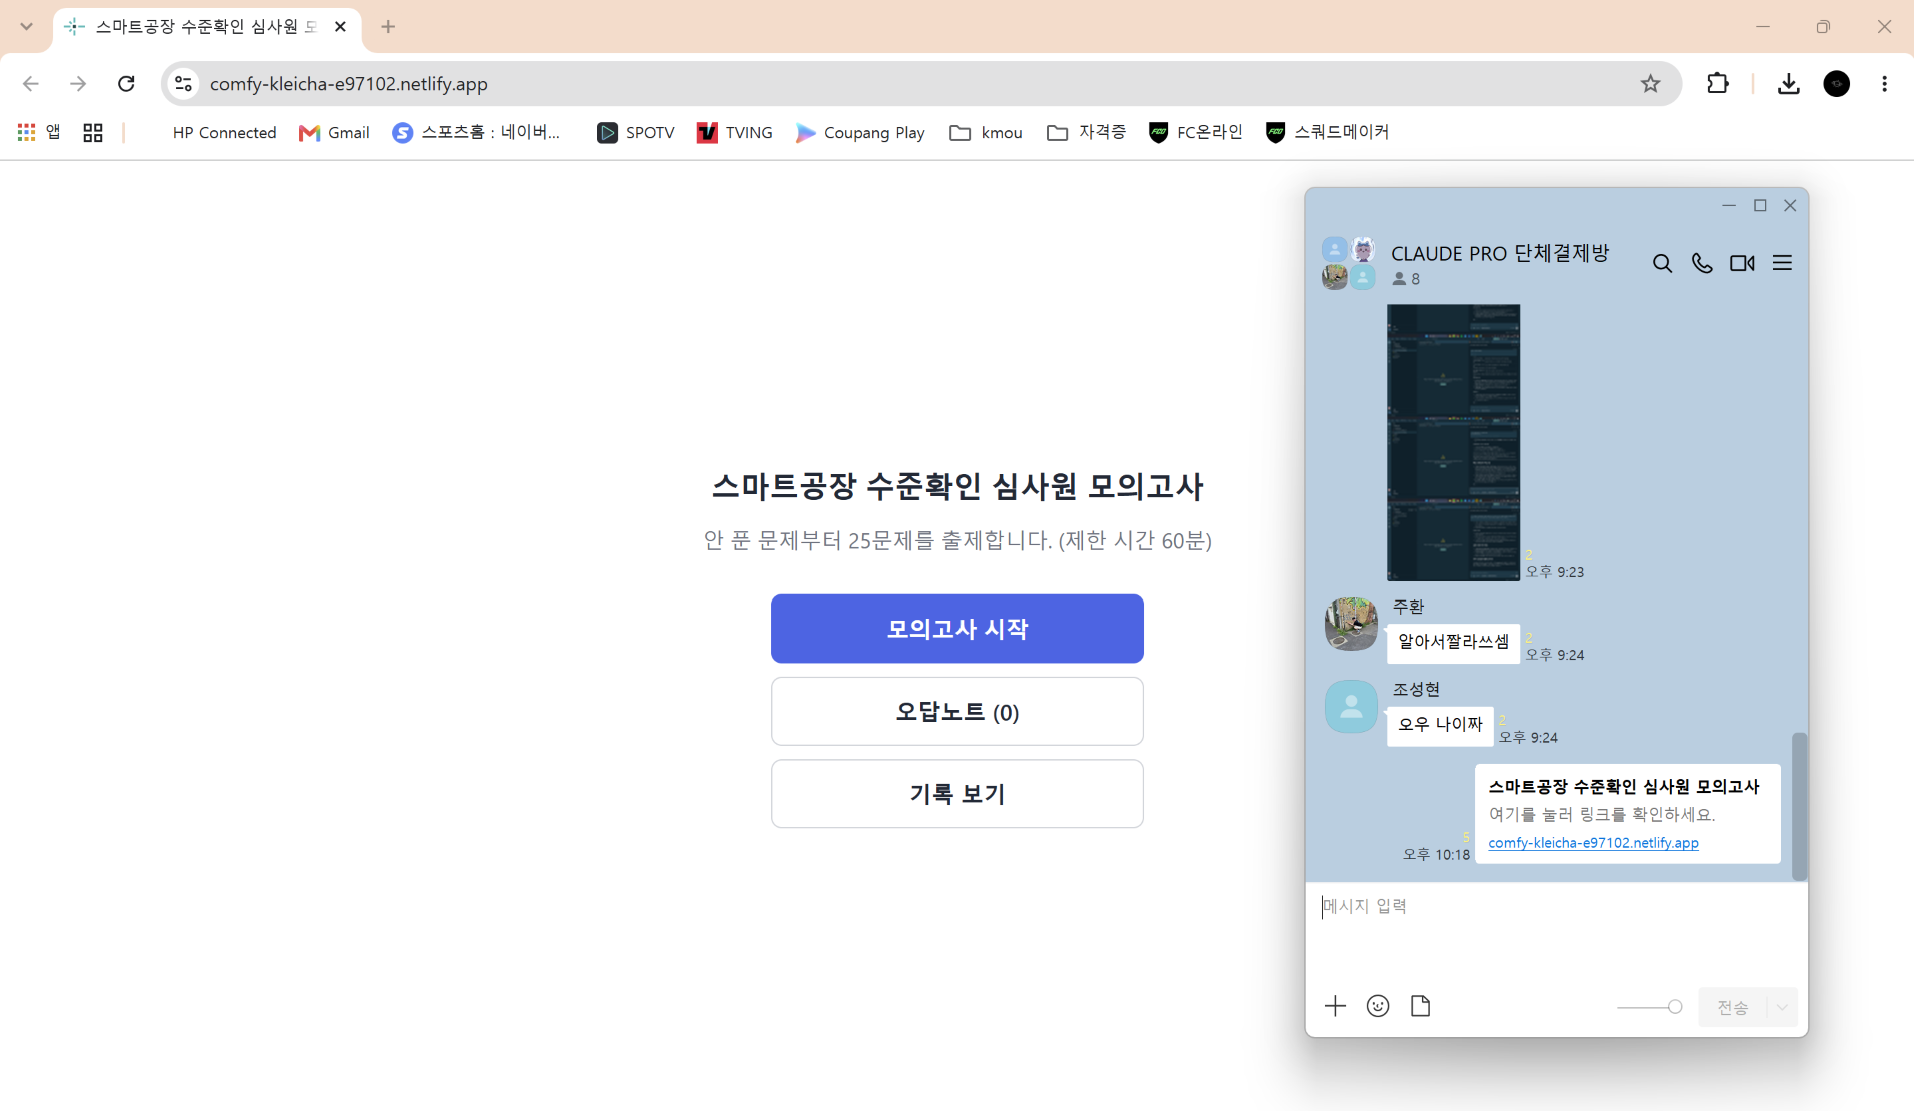 스마트공장 수준확인 심사원 모
comfy-kleicha-e97102.netlify.app
앱
HP Connected
Gmail
스포츠홈 : 네이버...
SPOTV
TVING
Coupang Play
kmou
자격증
FC온라인
스쿼드메이커
스마트공장 수준확인 심사원 모의고사
안 푼 문제부터 25문제를 출제합니다. (제한 시간 60분)
모의고사 시작
오답노트 (0)
기록 보기
CLAUDE PRO 단체결제방
8
2
오후 9:23
주환
알아서짤라쓰셈
2
오후 9:24
조성현
오우 나이짜
2
오후 9:24
스마트공장 수준확인 심사원 모의고사
여기를 눌러 링크를 확인하세요.
comfy-kleicha-e97102.netlify.app
5
오후 10:18
메시지 입력
전송